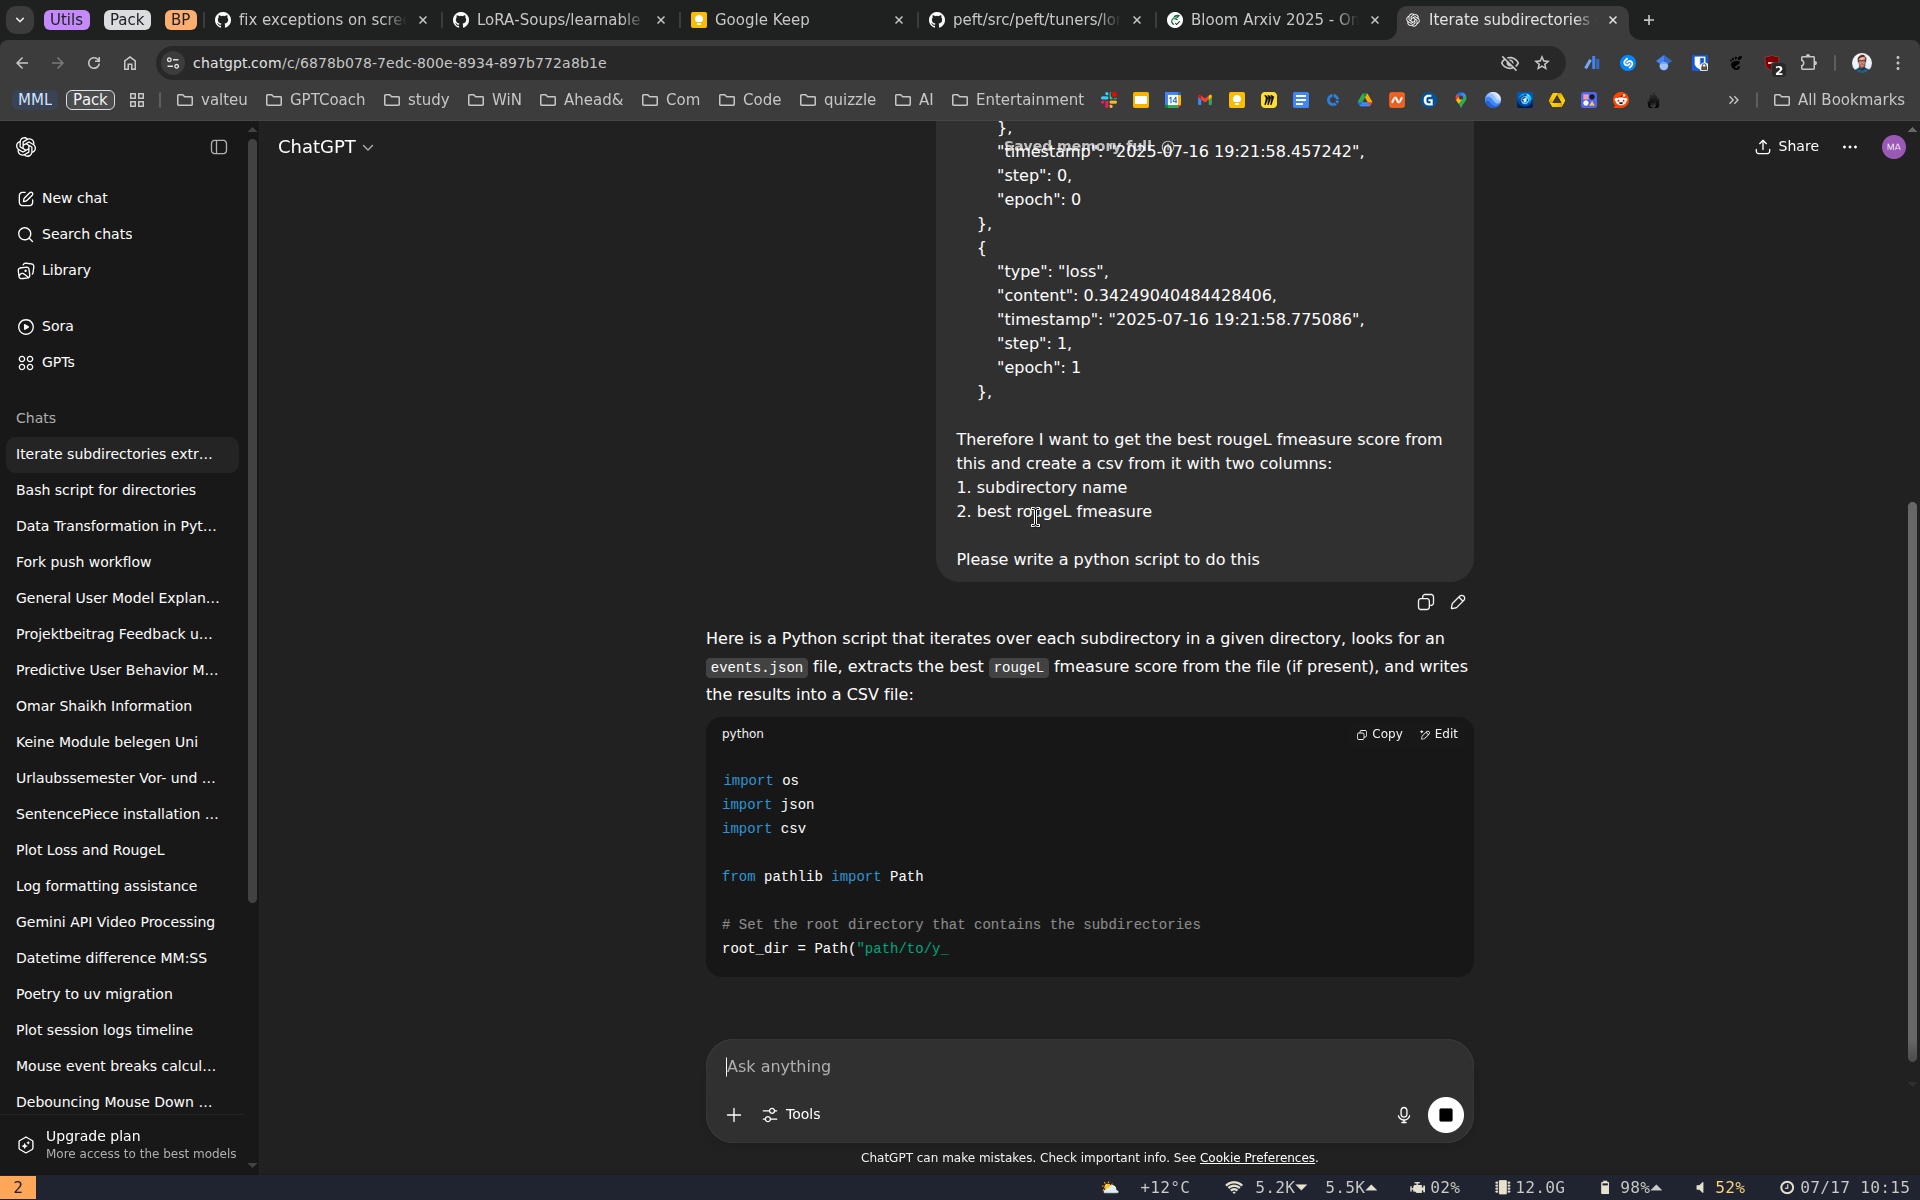 Utils
Pack
BP
fix exceptions on scre
LoRA-Soups/learnable
Google Keep
peft/src/peft/tuners/lo
Bloom Arxiv 2025 - On
Iterate subdirectories
chatgpt.com/c/6878b078-7edc-800e-8934-897b772a8b1e
2
MML
Pack
valteu
GPTCoach
study
WiN
Ahead&
Com
Code
quizzle
AI
Entertainment
All Bookmarks
ChatGPT
Saved memory full
Share
MA
New chat
Search chats
Library
Sora
GPTs
Chats
Iterate subdirectories extr...
Bash script for directories
Data Transformation in Pyt...
Fork push workflow
General User Model Explan...
Projektbeitrag Feedback u...
Predictive User Behavior M...
Omar Shaikh Information
Keine Module belegen Uni
Urlaubssemester Vor- und ...
SentencePiece installation ...
Plot Loss and RougeL
Log formatting assistance
Gemini API Video Processing
Datetime difference MM:SS
Poetry to uv migration
Plot session logs timeline
Mouse event breaks calcul...
Debouncing Mouse Down ...
Upgrade plan
More access to the best models
},
"timestamp": "2025-07-16 19:21:58.457242",
"step": 0,
"epoch": 0
},
{
"type": "loss",
"content": 0.34249040484428406,
"timestamp": "2025-07-16 19:21:58.775086",
"step": 1,
"epoch": 1
},
Therefore I want to get the best rougeL fmeasure score from
this and create a csv from it with two columns:
1. subdirectory name
2. best rougeL fmeasure
Please write a python script to do this
Here is a Python script that iterates over each subdirectory in a given directory, looks for an
events.json file, extracts the best rougeL fmeasure score from the file (if present), and writes
the results into a CSV file:
python
Copy
Edit
import os
import json
import csv
from pathlib import Path
# Set the root directory that contains the subdirectories
root_dir = Path("path/to/y_
Ask anything
Tools
ChatGPT can make mistakes. Check important info. See Cookie Preferences.
2
+12°C
5.2K
5.5K
02%
12.0G
98%
52%
07/17 10:15